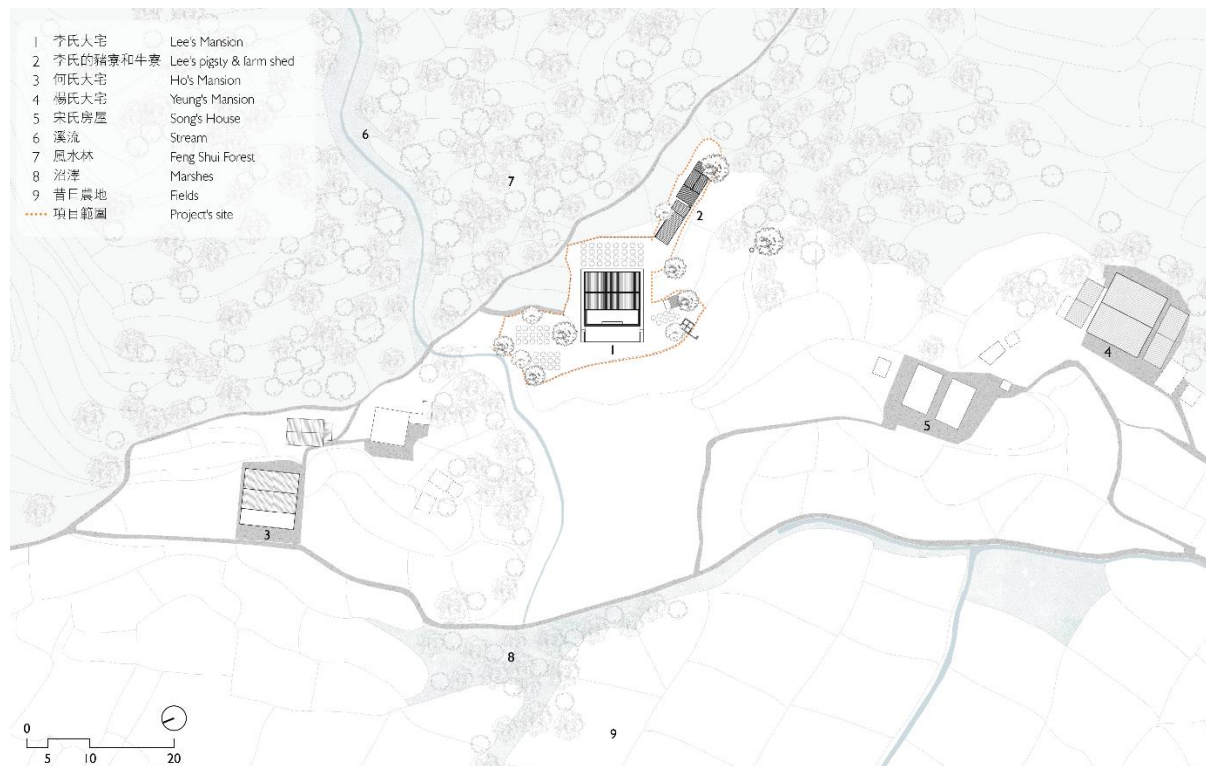 1 李氏大宅 Lee's Mansion
2 李氏的豬寮和牛寮 Lee's pigsty & farm shed
3 何氏大宅 Ho's Mansion
4 楊氏大宅 Yeung's Mansion
5 宋氏房屋 Song's House
6 溪流 Stream
7 風水林 Feng Shui Forest
8 沼澤 Marshes
9 昔日農地 Fields
項目範圍 Project's site
6
7
2
1
4
5
3
8
9
0
5 10 20